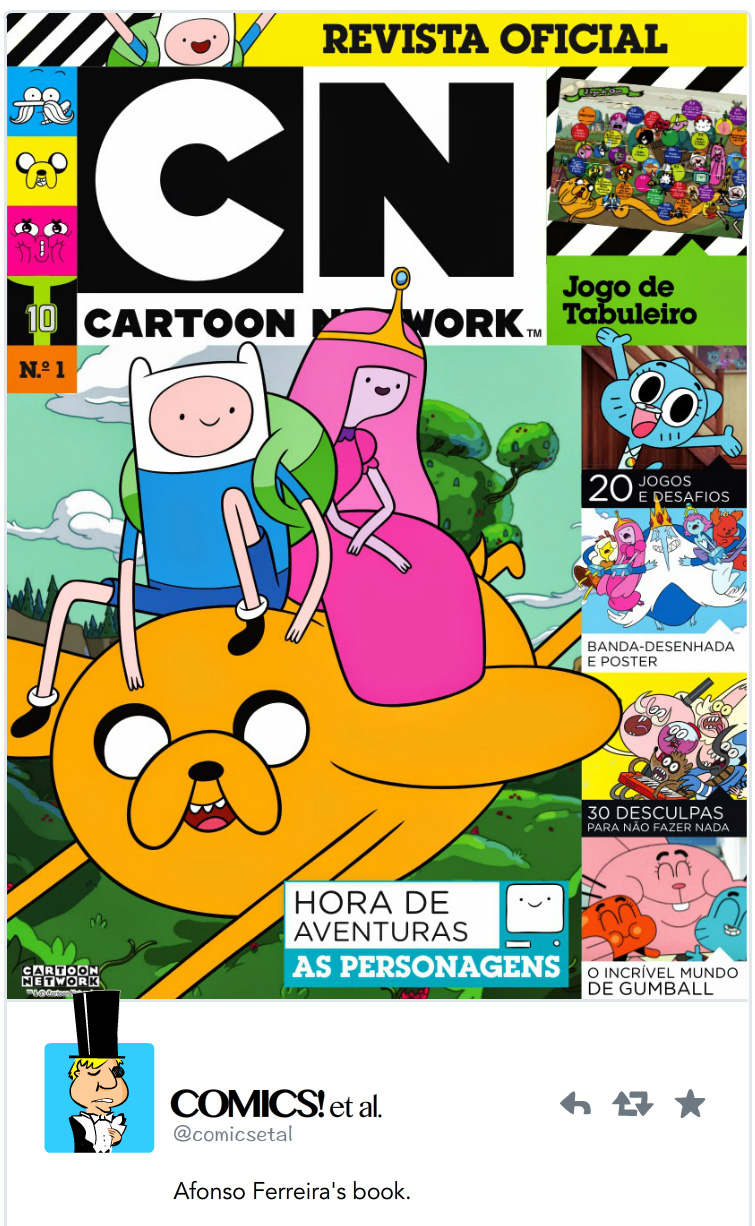 REVISTA OFICIAL
CN
CARTOON NETWORK TM
10
N.º 1
Jogo de
Tabuleiro
20 JOGOS
E DESAFIOS
BANDA-DESENHADA
E POSTER
30 DESCULPAS
PARA NÃO FAZER NADA
O INCRÍVEL MUNDO
DE GUMBALL
HORA DE
AVENTURAS
AS PERSONAGENS
CARTOON
NETWORK
COMICS! et al.
@comicsetal
Afonso Ferreira's book.